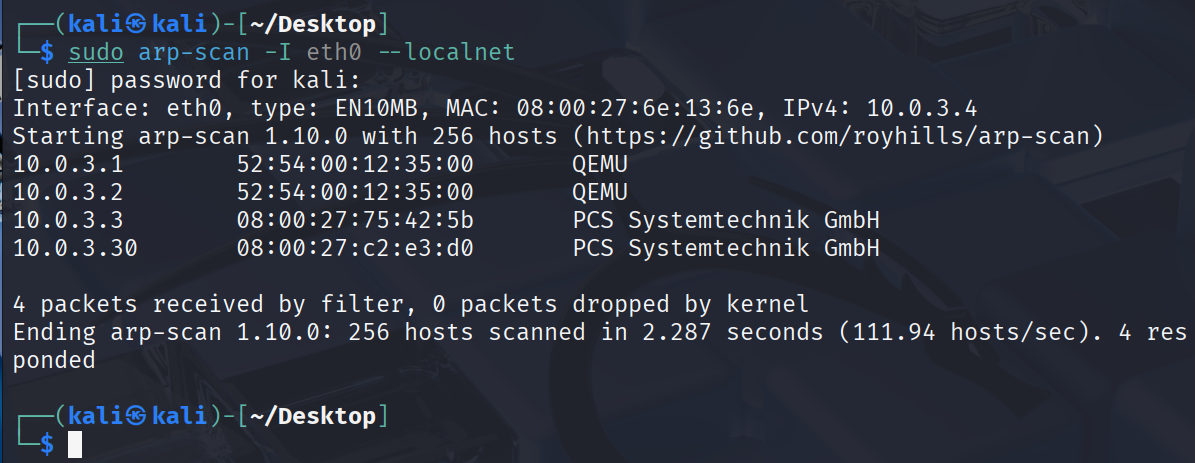 ┌──(kali㉿kali)-[~/Desktop]
└─$ sudo arp-scan -I eth0 --localnet
[sudo] password for kali:
Interface: eth0, type: EN10MB, MAC: 08:00:27:6e:13:6e, IPv4: 10.0.3.4
Starting arp-scan 1.10.0 with 256 hosts (https://github.com/royhills/arp-scan)
10.0.3.1        52:54:00:12:35:00       QEMU
10.0.3.2        52:54:00:12:35:00       QEMU
10.0.3.3        08:00:27:75:42:5b       PCS Systemtechnik GmbH
10.0.3.30       08:00:27:c2:e3:d0       PCS Systemtechnik GmbH
4 packets received by filter, 0 packets dropped by kernel
Ending arp-scan 1.10.0: 256 hosts scanned in 2.287 seconds (111.94 hosts/sec). 4 res
ponded
┌──(kali㉿kali)-[~/Desktop]
└─$